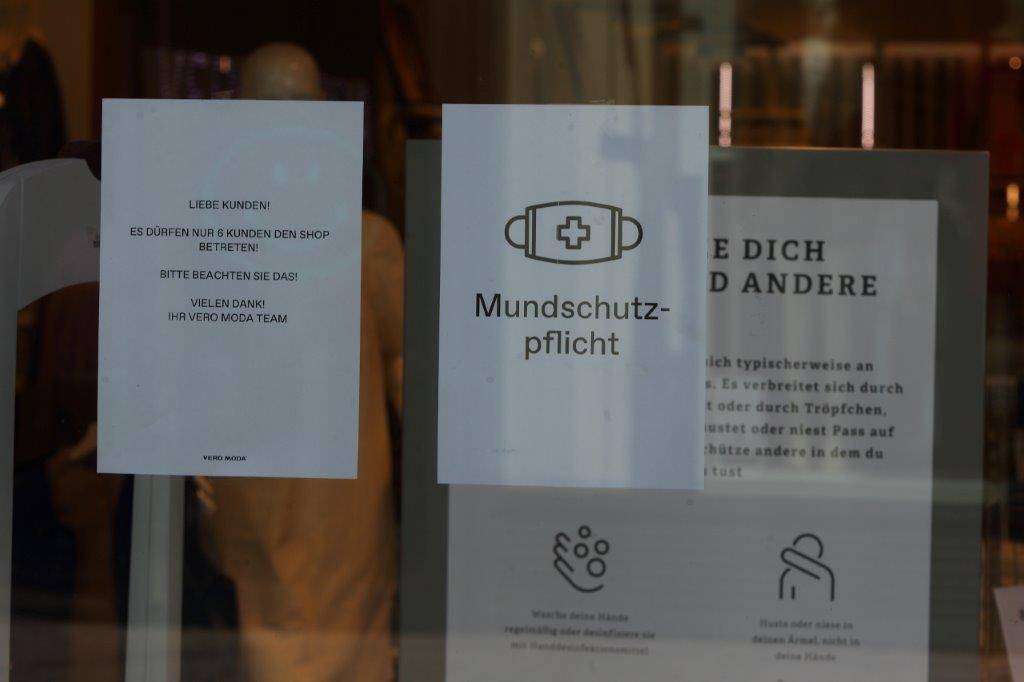 LIEBE KUNDEN!
ES DÜRFEN NUR 6 KUNDEN DEN SHOP
BETRETEN!
BITTE BEACHTEN SIE DAS!
VIELEN DANK!
IHR VERO MODA TEAM
VERO MODA
Mundschutz-
pflicht
E DICH
D ANDERE
ich typischerweise an
s. Es verbreitet sich durch
t oder durch Tröpfchen,
ustet oder niest Pass auf
hütze andere in dem du
tust
Wasche deine Hände
regelmäßig oder desinfiziere sie
mit Handdesinfektionsmittel
Huste oder niese in
deinen Ärmel, nicht in
deine Hände